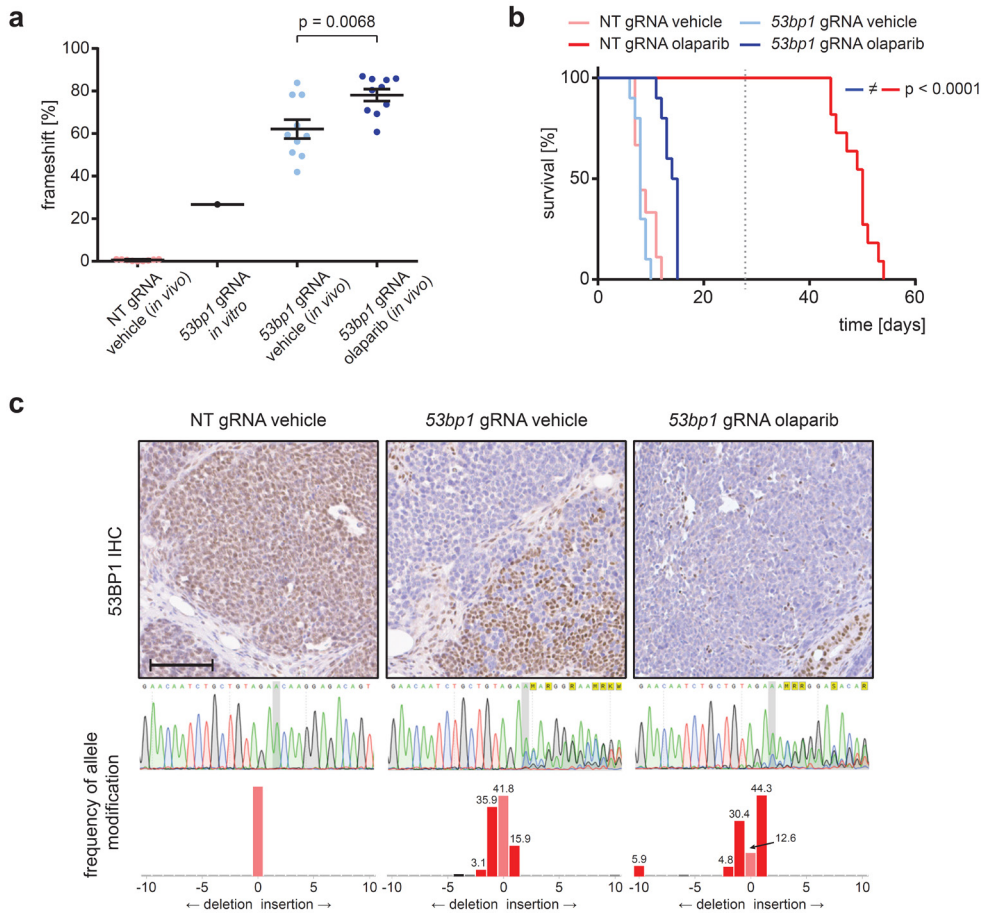 a
p = 0.0068
100
80
60
40
20
0
frameshift [%]
NT gRNA
vehicle (in vivo)
53bp1 gRNA
in vitro
53bp1 gRNA
vehicle (in vivo)
53bp1 gRNA
olaparib (in vivo)
b
NT gRNA vehicle
53bp1 gRNA vehicle
NT gRNA olaparib
53bp1 gRNA olaparib
100
50
0
survival [%]
≠ p < 0.0001
0
20
40
60
time [days]
c
NT gRNA vehicle
53bp1 gRNA vehicle
53bp1 gRNA olaparib
53BP1 IHC
GAACAATCTGCTGTAGAACAAGGAGACAGT
GAACAATCTGCTGTAGAAMARGGRAAMRKW
GAACAATCTGCTGTAGAAMRRGGASACAR
frequency of allele
modification
3.1
35.9
41.8
15.9
5.9
4.8
30.4
12.6
44.3
-10 -5 0 5 10
-10 -5 0 5 10
-10 -5 0 5 10
← deletion insertion →
← deletion insertion →
← deletion insertion →